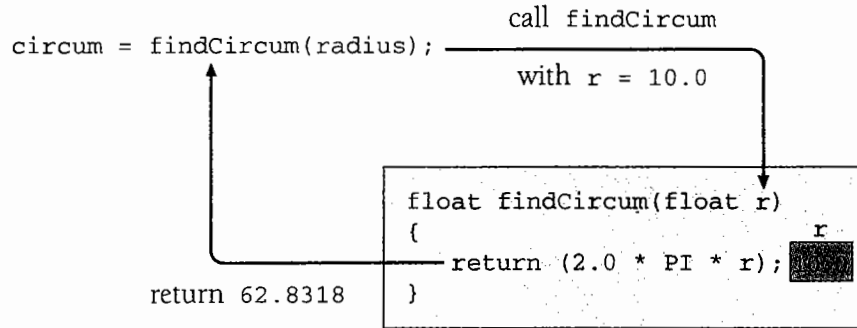 call findCircum
circum = findCircum(radius);
with r = 10.0
float findCircum(float r)
{
r
return (2.0 * PI * r);
return 62.8318
}